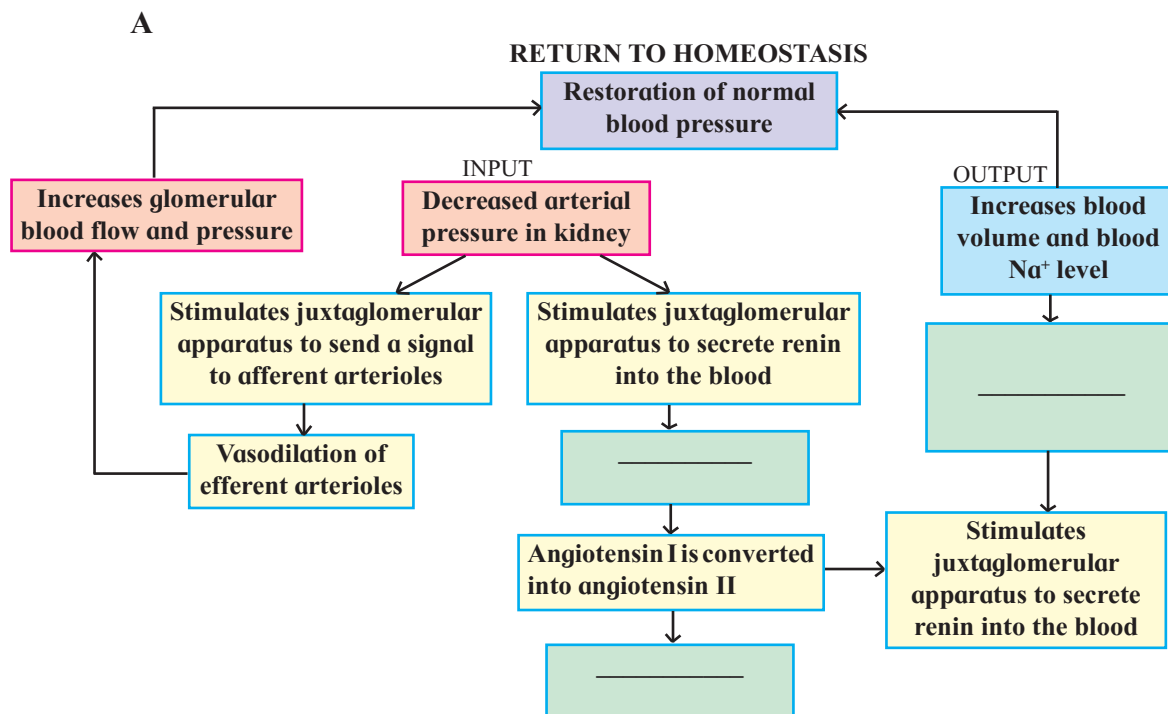 A
RETURN TO HOMEOSTASIS
Restoration of normal
blood pressure
INPUT
OUTPUT
Increases glomerular
blood flow and pressure
Decreased arterial
pressure in kidney
Increases blood
volume and blood
Na⁺ level
Stimulates juxtaglomerular
apparatus to send a signal
to afferent arterioles
Stimulates juxtaglomerular
apparatus to secrete renin
into the blood
Vasodilation of
efferent arterioles
Angiotensin I is converted
into angiotensin II
Stimulates
juxtaglomerular
apparatus to secrete
renin into the blood